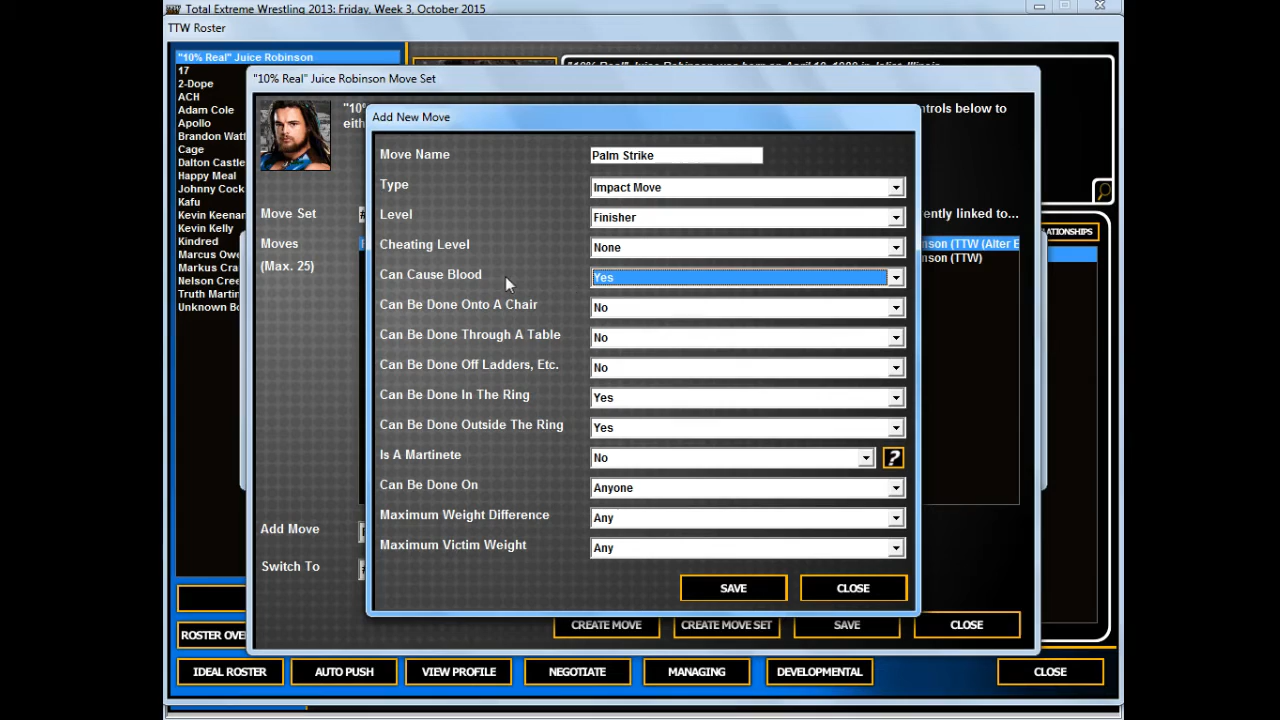 Total Extreme Wrestling 2013: Friday, Week 3, October 2015
TTW Roster
"10% Real" Juice Robinson
17
2-Dope
ACH
Adam Cole
Apollo
Brandon Watt
Cage
Dalton Castle
Happy Meal
Johnny Cock
Kafu
Kevin Keenan
Kevin Kelly
Kindred
Marcus Owe
Markus Cra
Nelson Cree
Truth Martin
Unknown Bo
ROSTER OVE
"10% Real" Juice Robinson Move Set
"10
eith
ntrols below to
Move Set
Moves
(Max. 25)
Add Move
Switch To
rently linked to...
nson (TTW (Alter E
nson (TTW)
ATIONSHIPS
Add New Move
Move Name Palm Strike
Type Impact Move
Level Finisher
Cheating Level None
Can Cause Blood Yes
Can Be Done Onto A Chair No
Can Be Done Through A Table No
Can Be Done Off Ladders, Etc. No
Can Be Done In The Ring Yes
Can Be Done Outside The Ring Yes
Is A Martinete No ?
Can Be Done On Anyone
Maximum Weight Difference Any
Maximum Victim Weight Any
SAVE CLOSE
CREATE MOVE CREATE MOVE SET SAVE CLOSE
IDEAL ROSTER AUTO PUSH VIEW PROFILE NEGOTIATE MANAGING DEVELOPMENTAL CLOSE